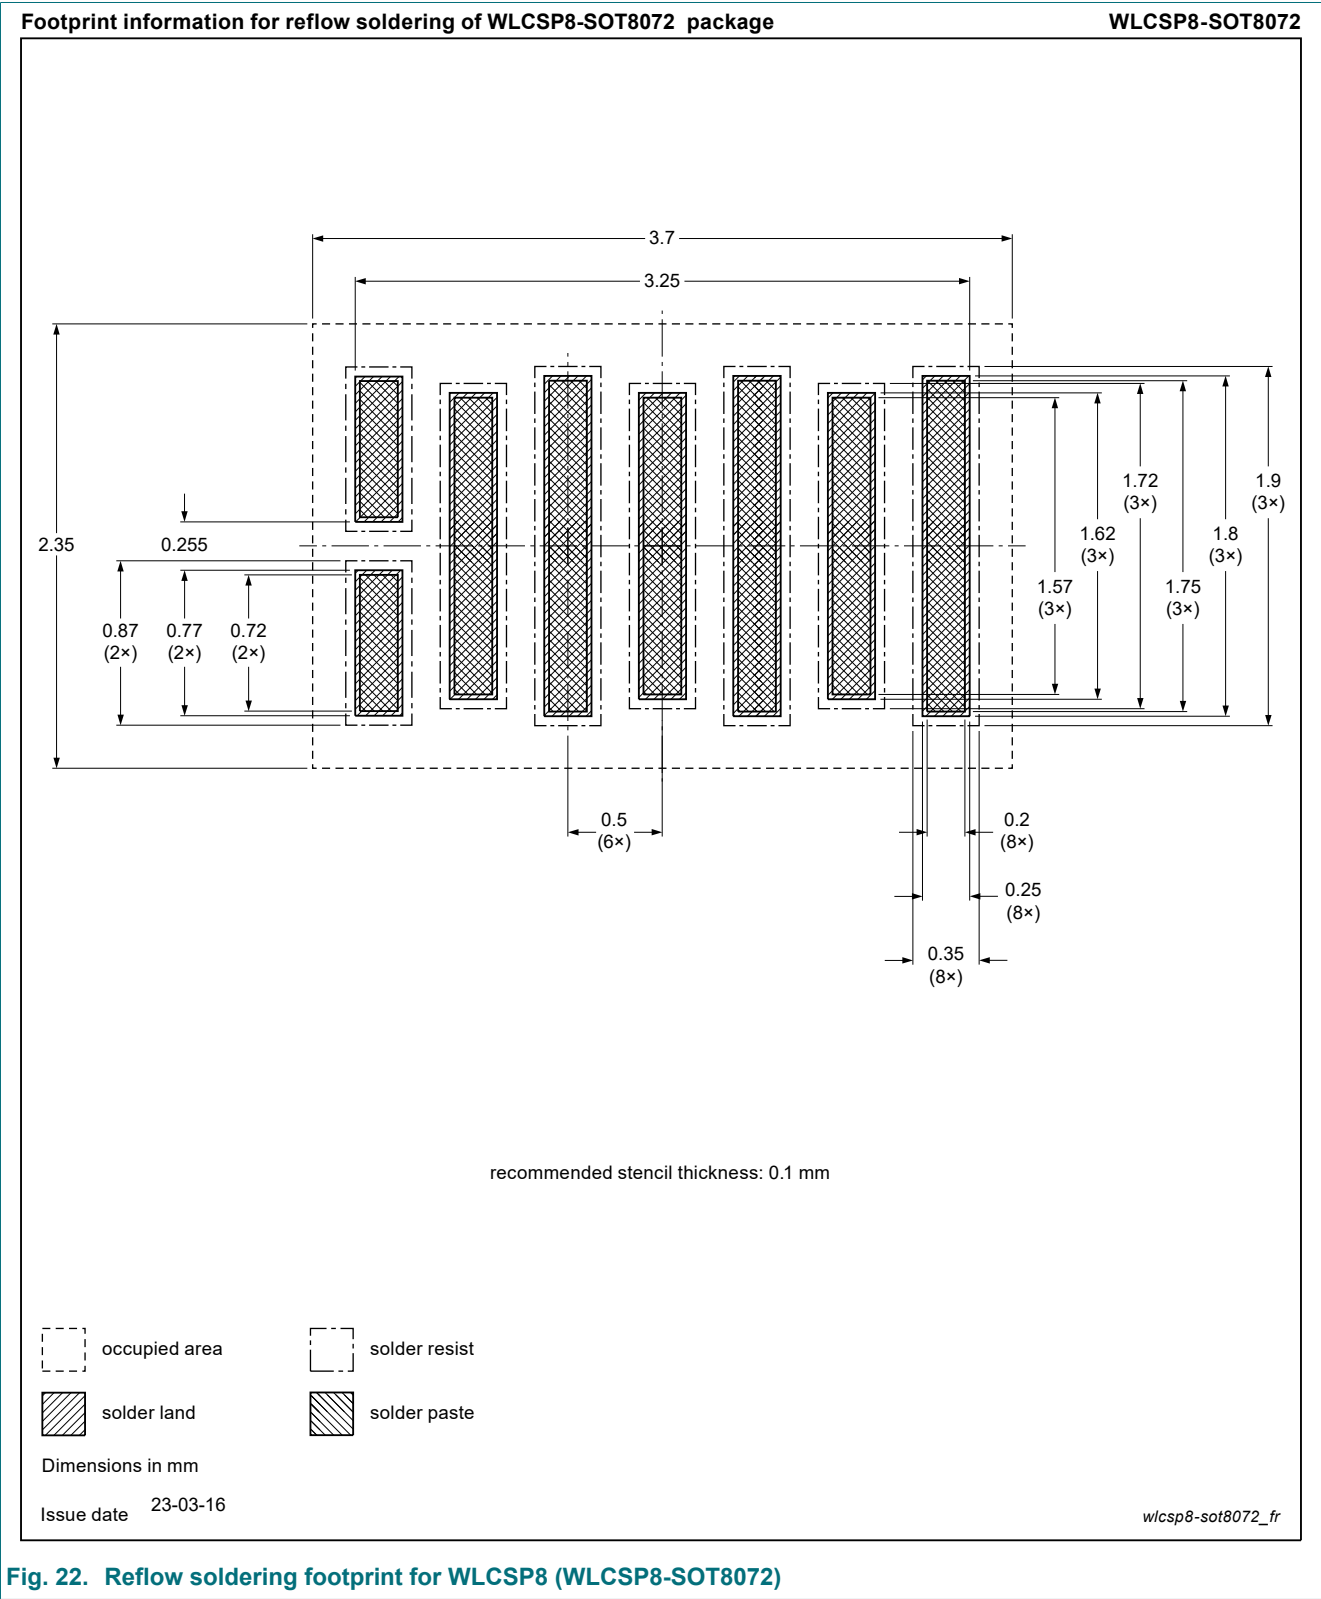 Footprint information for reflow soldering of WLCSP8-SOT8072 package
WLCSP8-SOT8072
3.7
3.25
2.35
0.255
0.87
(2×)
0.77
(2×)
0.72
(2×)
1.57
(3×)
1.62
(3×)
1.72
(3×)
1.75
(3×)
1.8
(3×)
1.9
(3×)
0.5
(6×)
0.2
(8×)
0.25
(8×)
0.35
(8×)
recommended stencil thickness: 0.1 mm
occupied area
solder resist
solder land
solder paste
Dimensions in mm
Issue date 23-03-16
wlcsp8-sot8072_fr
Fig. 22. Reflow soldering footprint for WLCSP8 (WLCSP8-SOT8072)